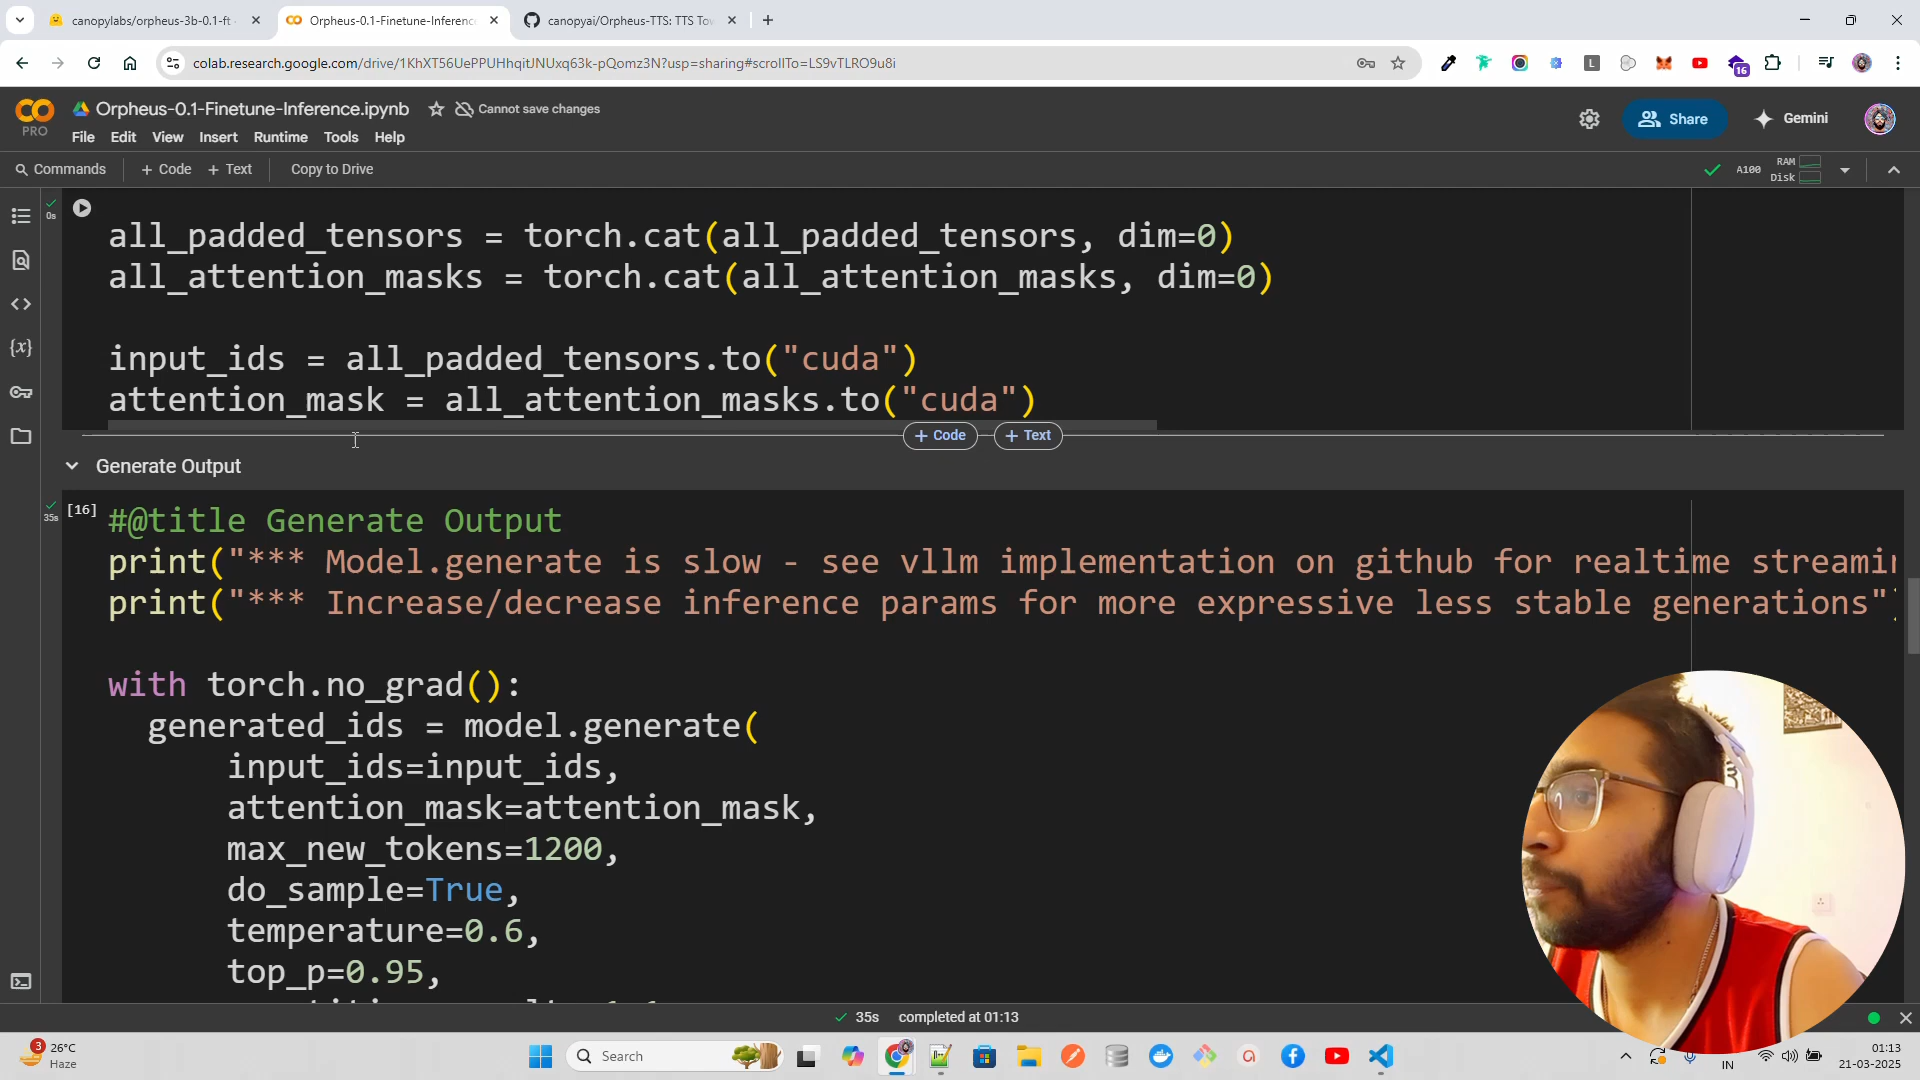 canopylabs/orpheus-3b-0.1-ft
Orpheus-0.1-Finetune-Inference
canopyai/Orpheus-TTS: TTS Tow
colab.research.google.com/drive/1KhXT56UePPUHhqitJNUxq63k-pQomz3N?usp=sharing#scrollTo=LS9vTLRO9u8i
L
16
PRO
Orpheus-0.1-Finetune-Inference.ipynb
Cannot save changes
File Edit View Insert Runtime Tools Help
Share
Gemini
Commands
+ Code + Text
Copy to Drive
A100
RAM
Disk
0s
all_padded_tensors = torch.cat(all_padded_tensors, dim=0)
all_attention_masks = torch.cat(all_attention_masks, dim=0)
input_ids = all_padded_tensors.to("cuda")
attention_mask = all_attention_masks.to("cuda")
+ Code
+ Text
Generate Output
35s
[16]
#@title Generate Output
print("*** Model.generate is slow - see vllm implementation on github for realtime streamin
print("*** Increase/decrease inference params for more expressive less stable generations")
with torch.no_grad():
generated_ids = model.generate(
input_ids=input_ids,
attention_mask=attention_mask,
max_new_tokens=1200,
do_sample=True,
temperature=0.6,
top_p=0.95,
35s completed at 01:13
3
26°C
Haze
Search
IN
01:13
21-03-2025